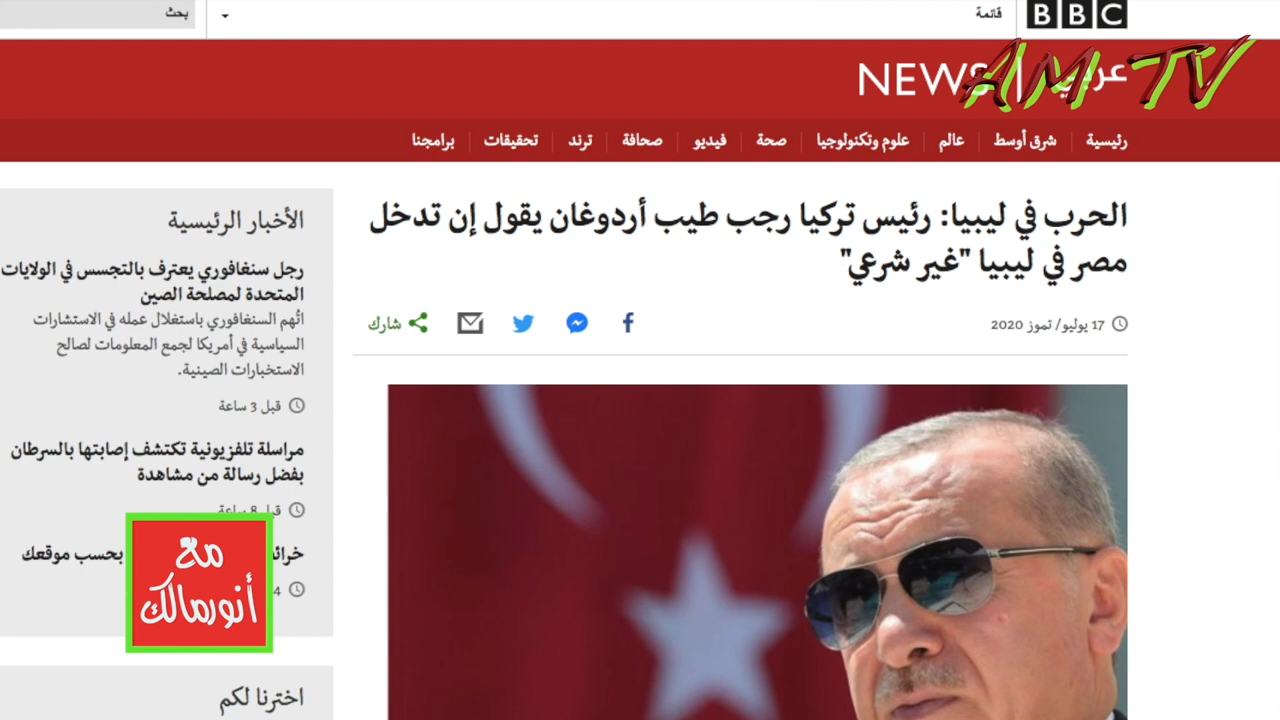 BBC
قائمة
بحث
AM TV
NEWS عربي
رئيسية
شرق أوسط
عالم
علوم وتكنولوجيا
صحة
فيديو
صحافة
ترند
تحقيقات
برامجنا
الحرب في ليبيا: رئيس تركيا رجب طيب أردوغان يقول إن تدخل
مصر في ليبيا "غير شرعي"
17 يوليو/ تموز 2020
شارك
الأخبار الرئيسية
رجل سنغافوري يعترف بالتجسس في الولايات
المتحدة لمصلحة الصين
اتُهم السنغافوري باستغلال عمله في الاستشارات
السياسية في أمريكا لجمع المعلومات لصالح
الاستخبارات الصينية.
قبل 3 ساعة
مراسلة تلفزيونية تكتشف إصابتها بالسرطان
بفضل رسالة من مشاهدة
قبل 8 ساعة
بحسب موقعك
4
مع
أنورمالك
اخترنا لكم